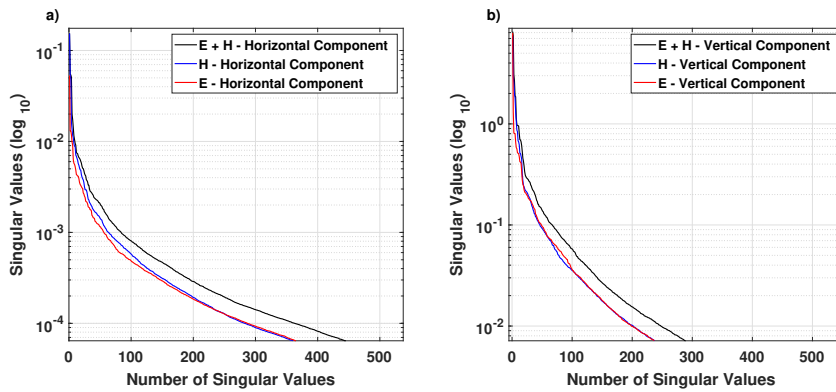 a)
E + H - Horizontal Component
H - Horizontal Component
E - Horizontal Component
Singular Values (log 10)
10^-1
10^-2
10^-3
10^-4
0 100 200 300 400 500
Number of Singular Values
b)
E + H - Vertical Component
H - Vertical Component
E - Vertical Component
Singular Values (log 10)
10^0
10^-1
10^-2
0 100 200 300 400 500
Number of Singular Values